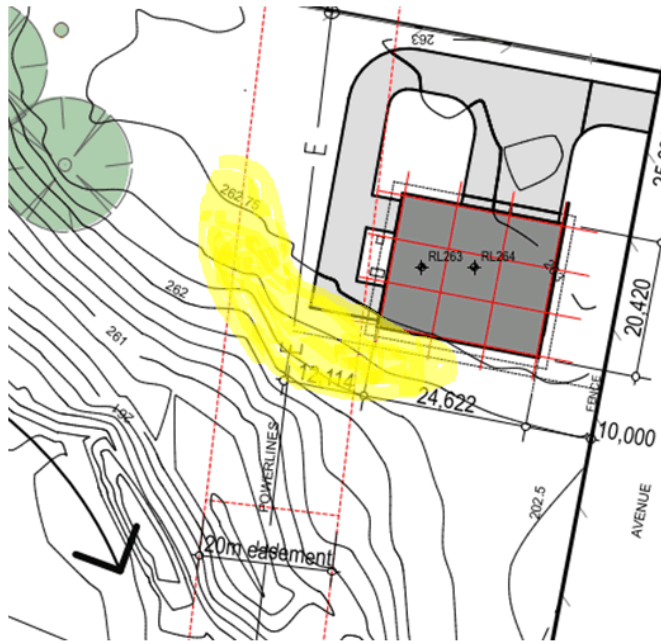 263
E
262.75
RL263
RL264
262
20,420
261
E
12,114
24,622
FENCE
10,000
261
POWERLINES
202.5
AVENUE
20m easement